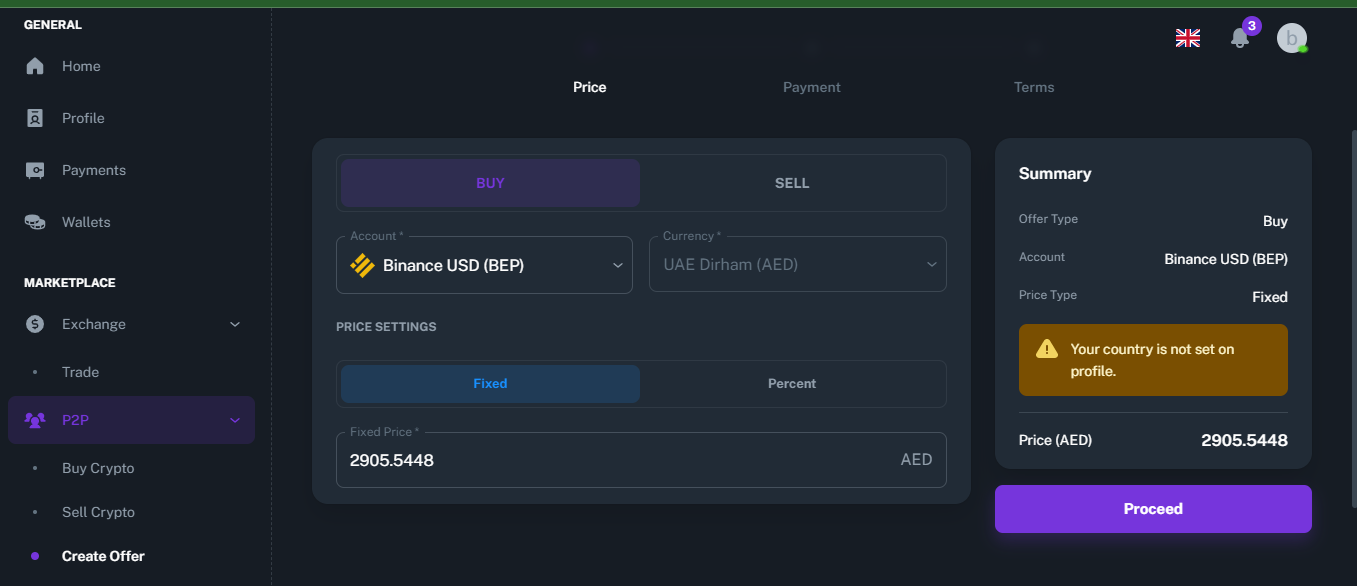 GENERAL
Home
Profile
Payments
Wallets
MARKETPLACE
Exchange
Trade
P2P
Buy Crypto
Sell Crypto
Create Offer
3
b
Price
Payment
Terms
BUY
SELL
Account *
Binance USD (BEP)
Currency *
UAE Dirham (AED)
PRICE SETTINGS
Fixed
Percent
Fixed Price *
2905.5448
AED
Summary
Offer Type
Buy
Account
Binance USD (BEP)
Price Type
Fixed
Your country is not set on
profile.
Price (AED)
2905.5448
Proceed